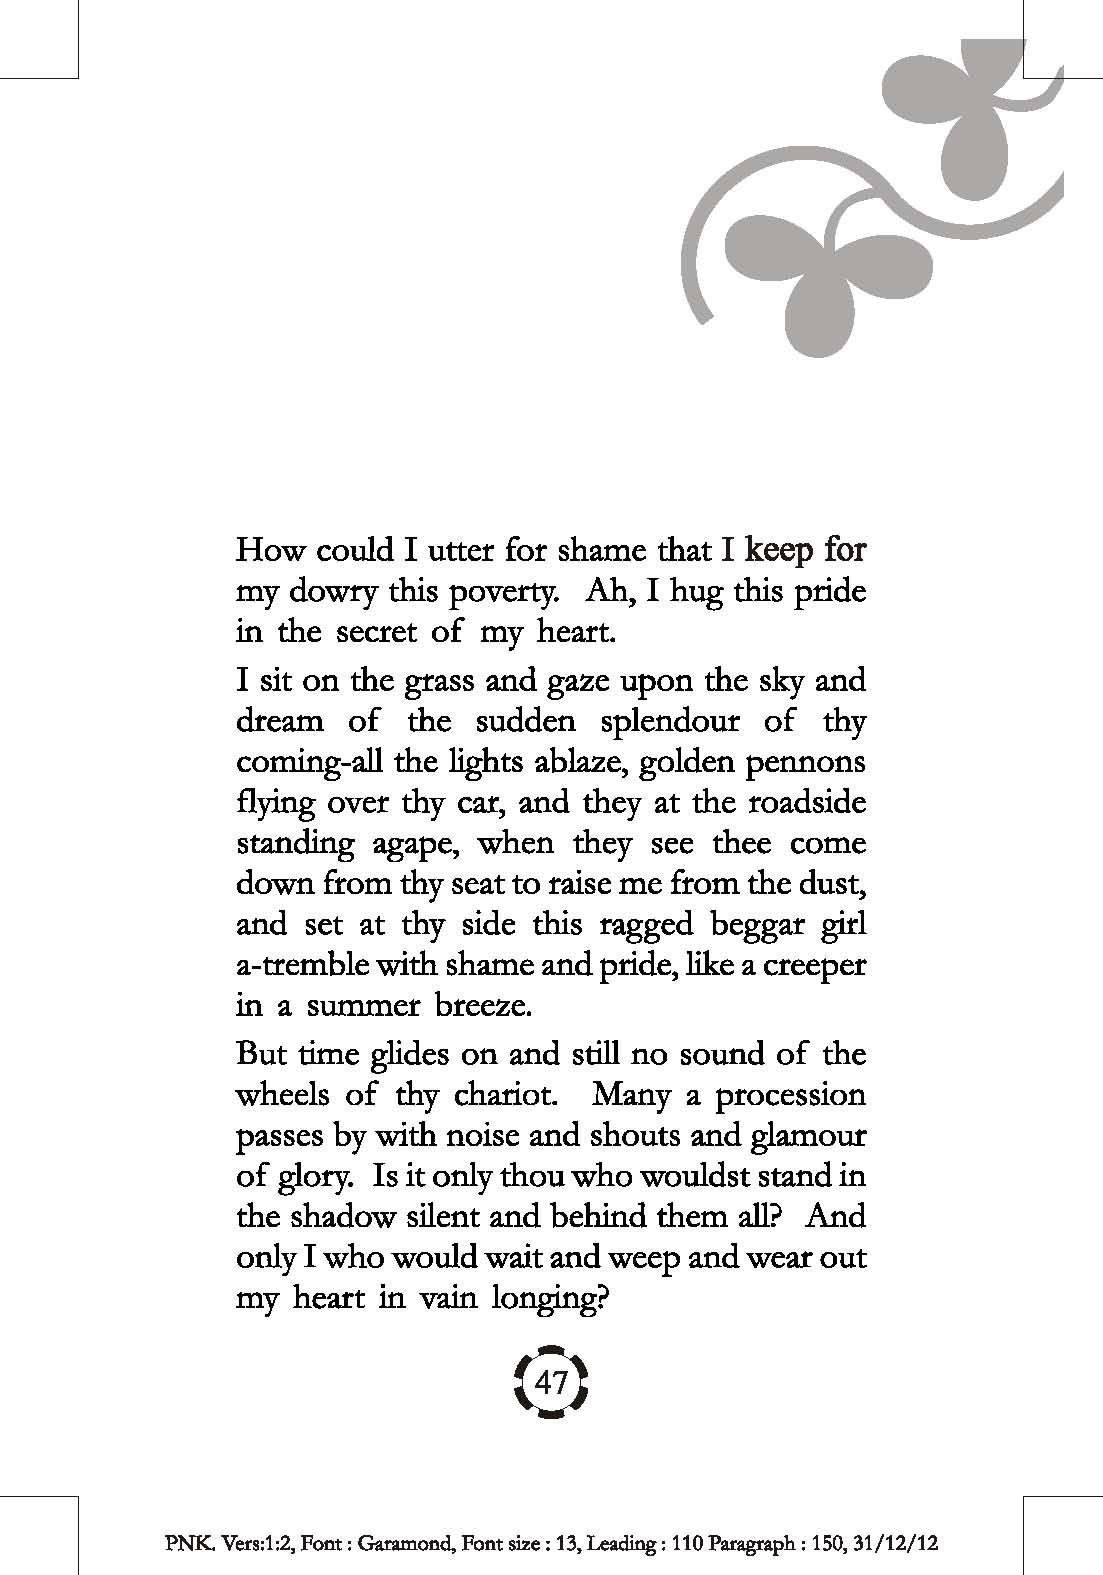 How could I utter for shame that I keep for
my dowry this poverty. Ah, I hug this pride
in the secret of my heart.
I sit on the grass and gaze upon the sky and
dream of the sudden splendour of thy
coming-all the lights ablaze, golden pennons
flying over thy car, and they at the roadside
standing agape, when they see thee come
down from thy seat to raise me from the dust,
and set at thy side this ragged beggar girl
a-tremble with shame and pride, like a creeper
in a summer breeze.
But time glides on and still no sound of the
wheels of thy chariot. Many a procession
passes by with noise and shouts and glamour
of glory. Is it only thou who wouldst stand in
the shadow silent and behind them all? And
only I who would wait and weep and wear out
my heart in vain longing?
47
PNK. Vers:1:2, Font : Garamond, Font size : 13, Leading : 110 Paragraph : 150, 31/12/12